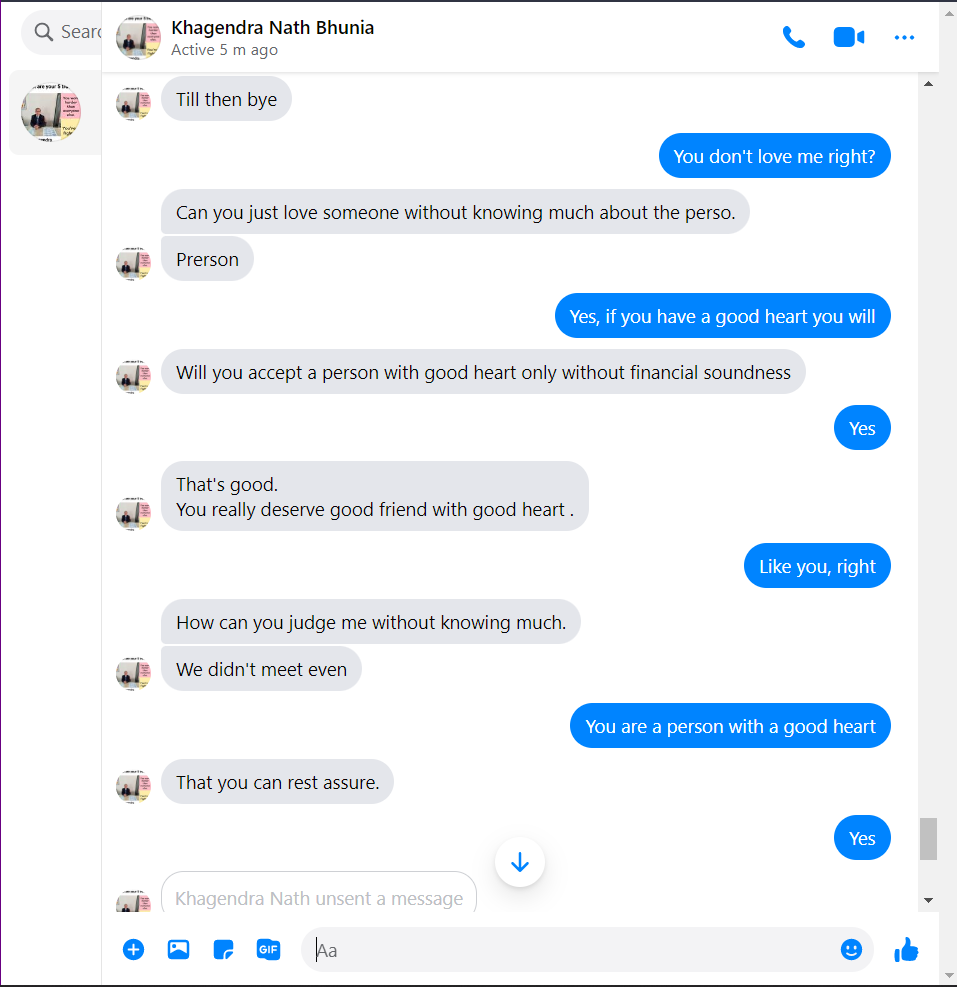 Sear
Khagendra Nath Bhunia
Active 5 m ago
Till then bye
You don't love me right?
Can you just love someone without knowing much about the perso.
Prerson
Yes, if you have a good heart you will
Will you accept a person with good heart only without financial soundness
Yes
That's good.
You really deserve good friend with good heart .
Like you, right
How can you judge me without knowing much.
We didn't meet even
You are a person with a good heart
That you can rest assure.
Yes
Khagendra Nath unsent a message
GIF
Aa